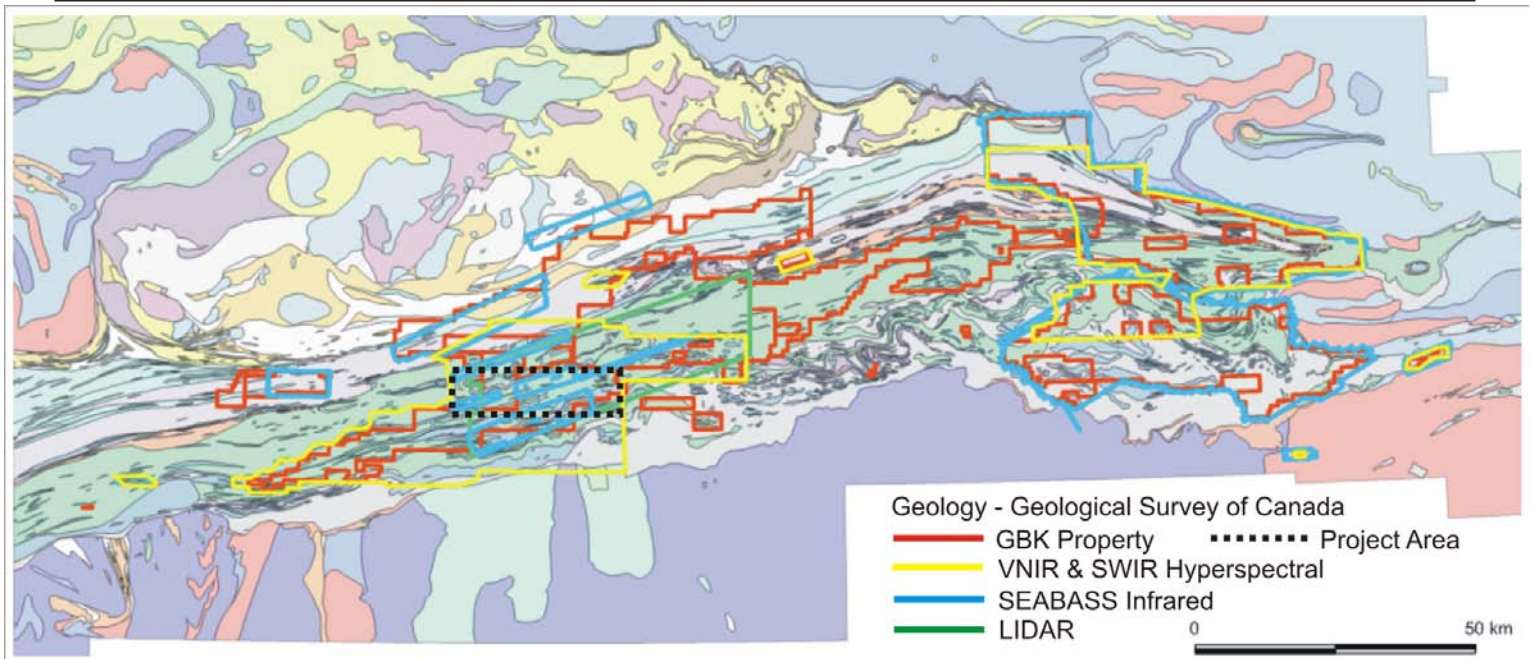 Geology - Geological Survey of Canada
GBK Property Project Area
VNIR & SWIR Hyperspectral
SEABASS Infrared
LIDAR
0 50 km